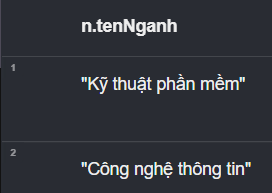 n.tenNganh
1
"Kỹ thuật phần mềm"
2
"Công nghệ thông tin"